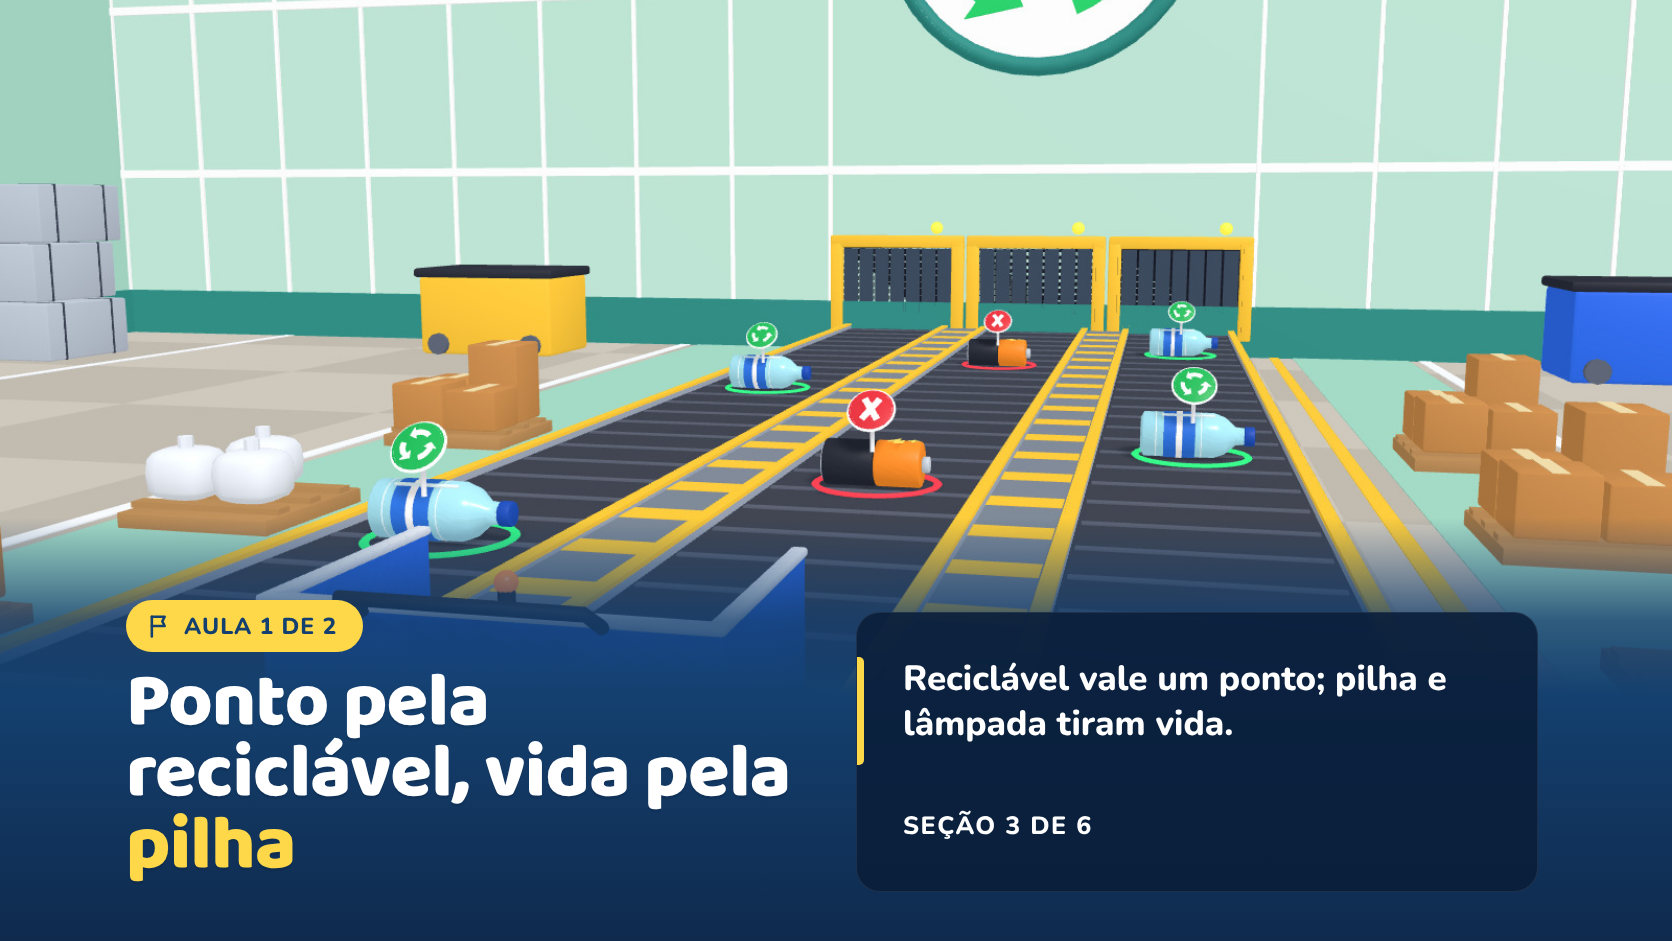 AULA 1 DE 2
Ponto pela
reciclável, vida pela
pilha
Reciclável vale um ponto; pilha e
lâmpada tiram vida.
SEÇÃO 3 DE 6